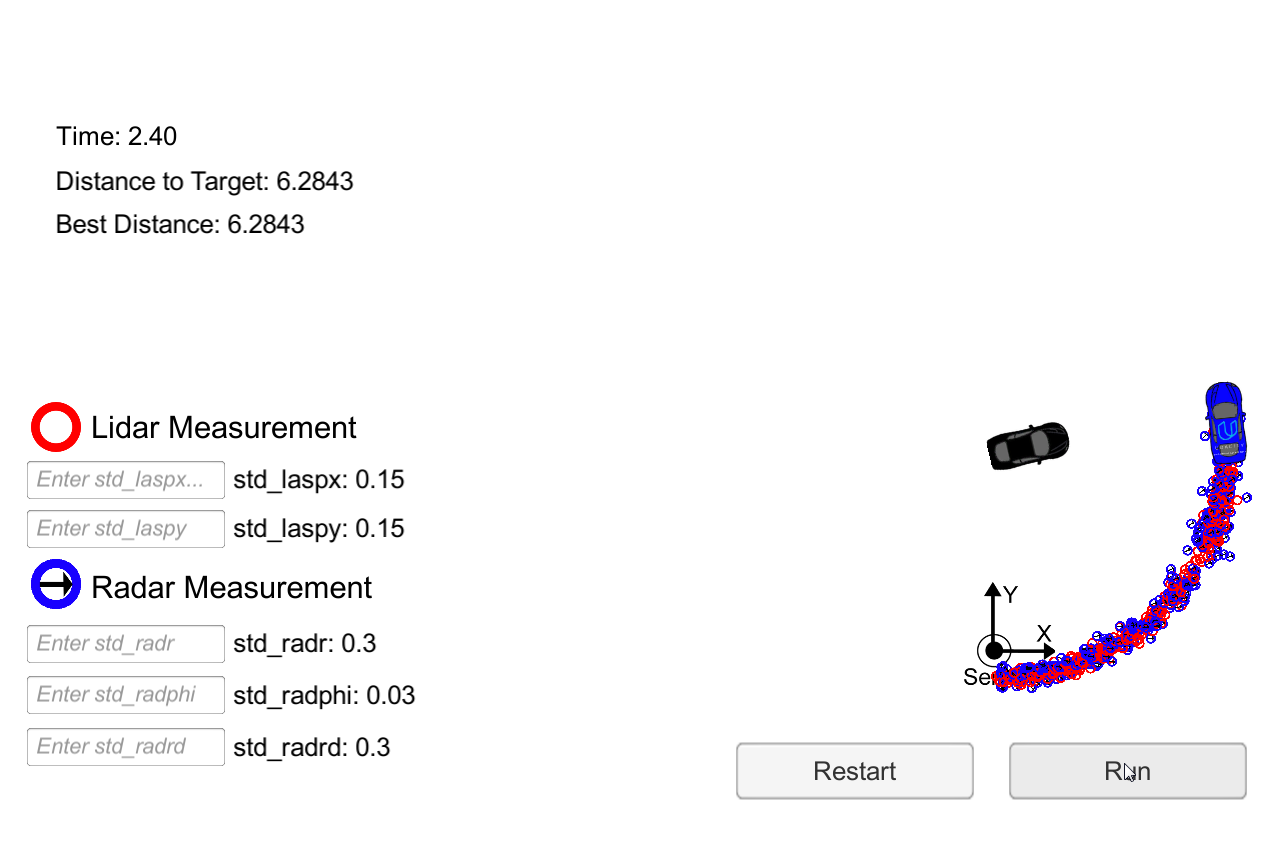 Time: 2.40
Distance to Target: 6.2843
Best Distance: 6.2843
Lidar Measurement
Enter std_laspx... std_laspx: 0.15
Enter std_laspy std_laspy: 0.15
Radar Measurement
Enter std_radr std_radr: 0.3
Enter std_radphi std_radphi: 0.03
Enter std_radrd std_radrd: 0.3
Y
X
Se
Restart Run